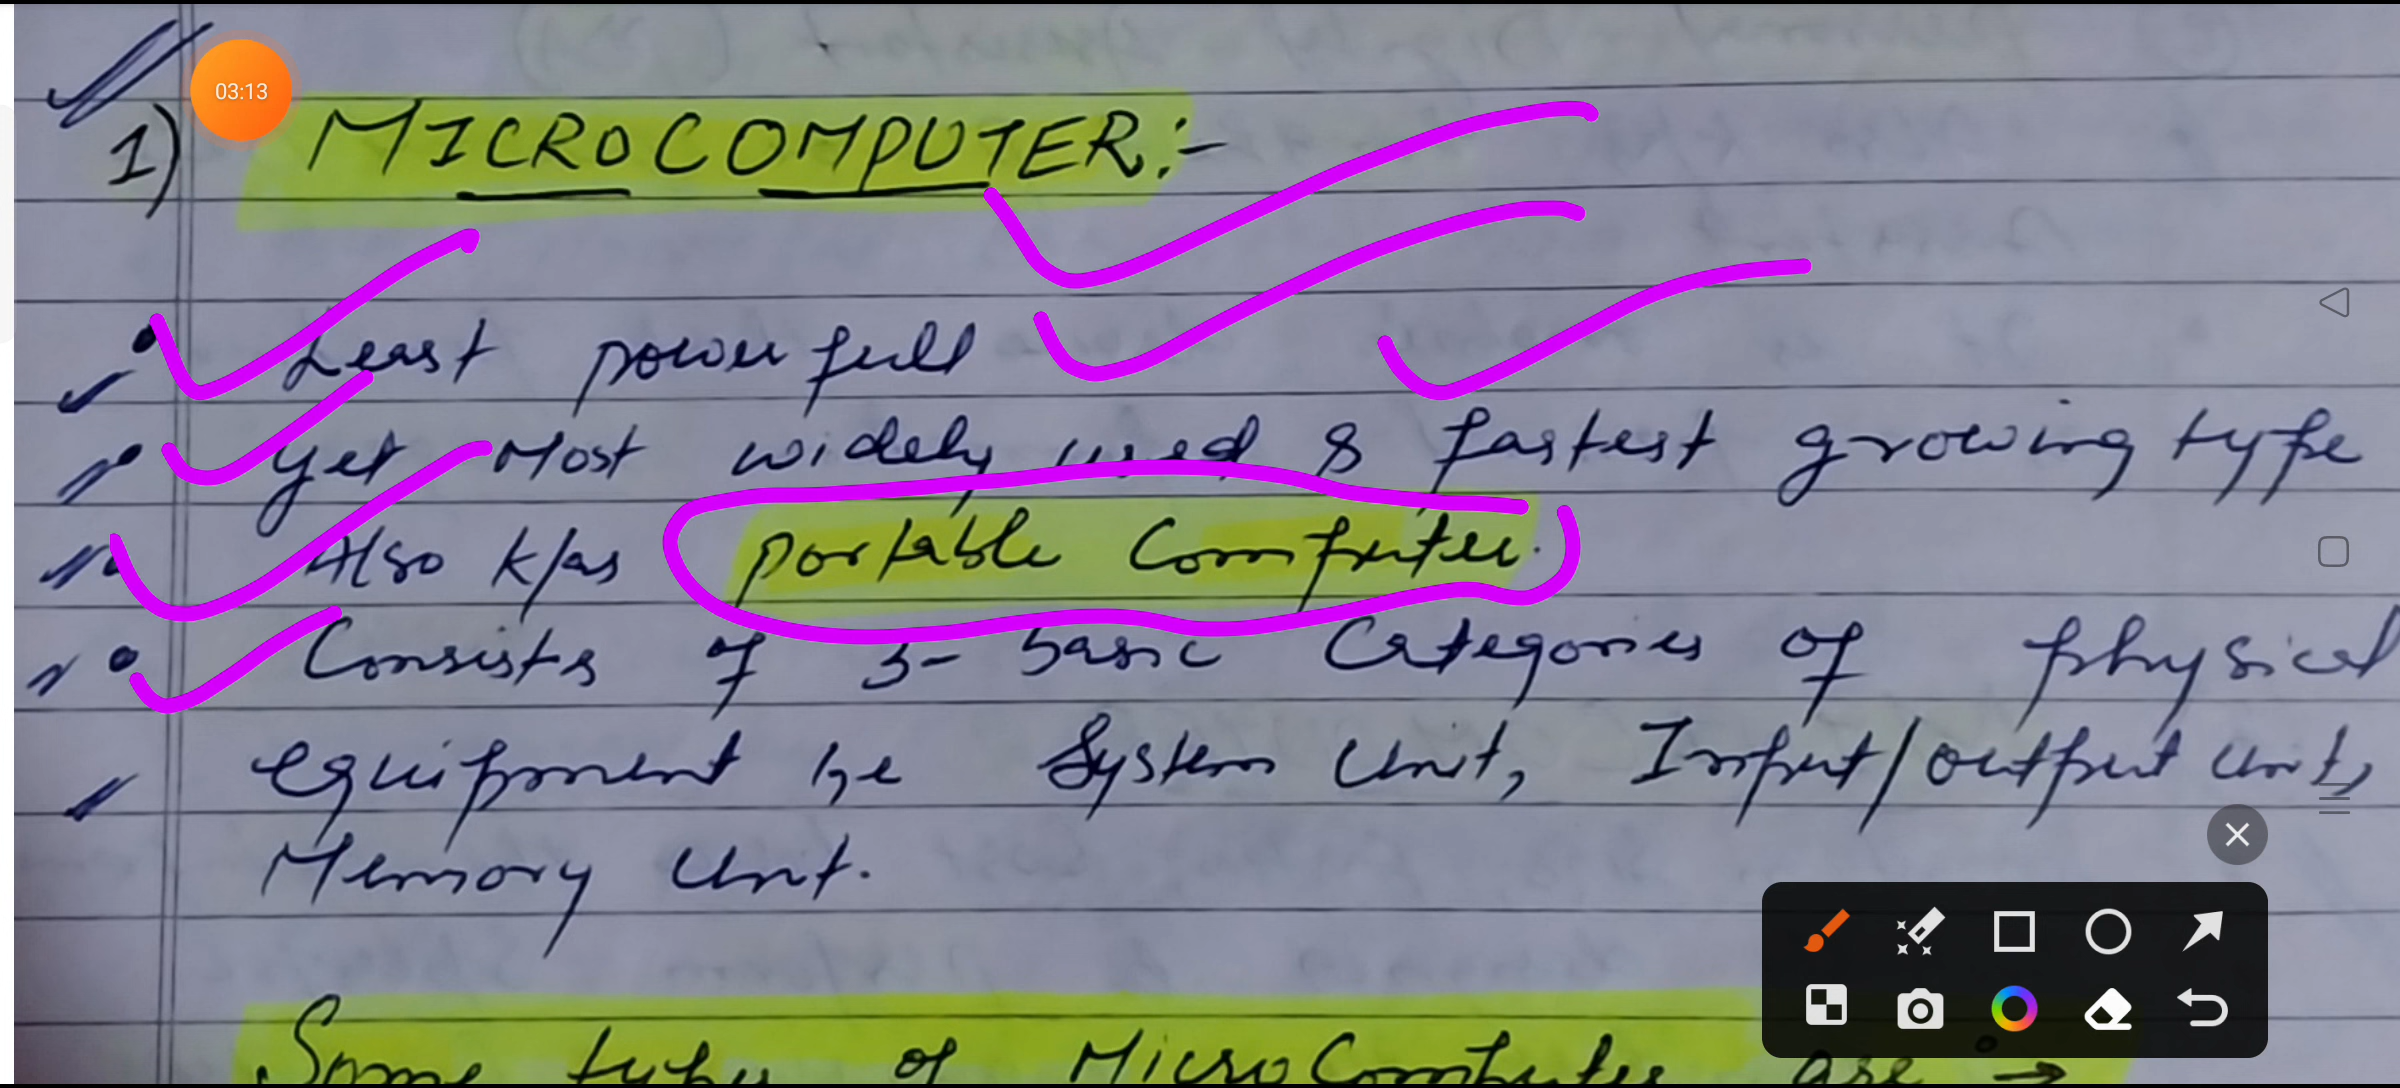 03:13
1) MICROCOMPUTER:-
• Least powerfull
• yet Most widely used & fastest growing type
• Also k/as portable Computer.
• Consists of 3- basic Categories of physical
equipment i.e System Unit, Input/output unit,
Memory Unit.
Some types of MicroComputer are →